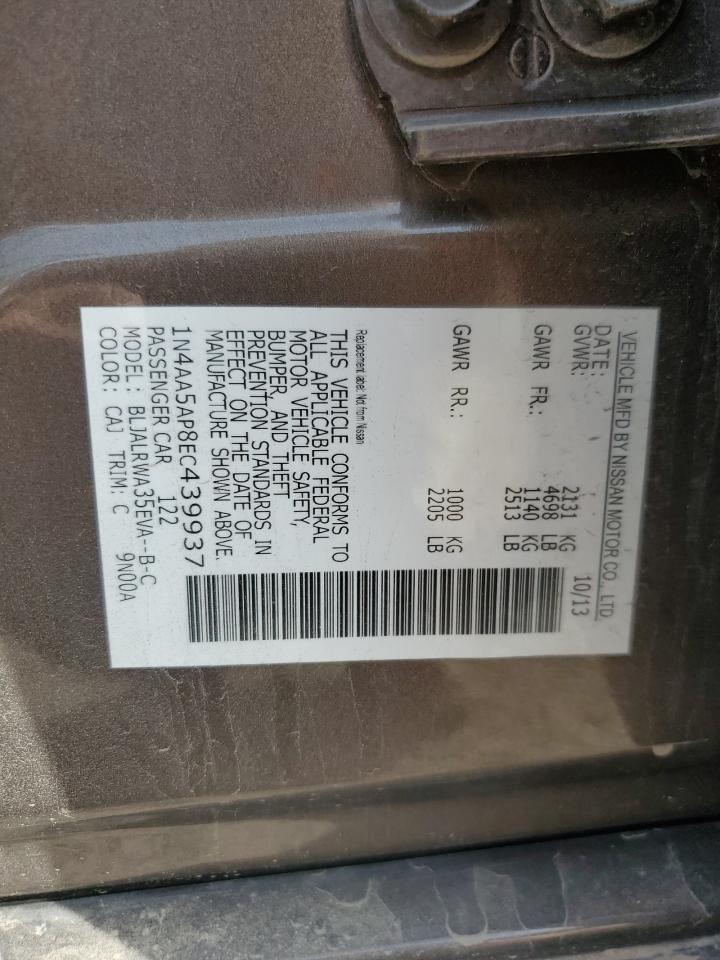 VEHICLE MFD BY NISSAN MOTOR CO., LTD.
DATE: 10/13
GVWR: 2131 KG
4698 LB
GAWR FR.: 1140 KG
2513 LB
GAWR RR.: 1000 KG
2205 LB
Replacement label: Not from Nissan
THIS VEHICLE CONFORMS TO
ALL APPLICABLE FEDERAL
MOTOR VEHICLE SAFETY,
BUMPER, AND THEFT
PREVENTION STANDARDS IN
EFFECT ON THE DATE OF
MANUFACTURE SHOWN ABOVE.
1N4AA5AP8EC439937
PASSENGER CAR 122
MODEL: BLJALRWA35EVA--B-C
COLOR: CAJ TRIM: C 9N00A